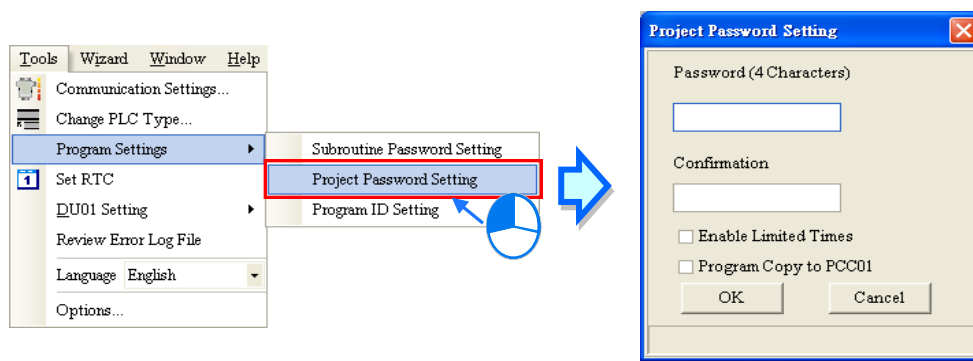 Tools Wizard Window Help
Communication Settings...
Change PLC Type...
Program Settings
Set RTC
DU01 Setting
Review Error Log File
Language English
Options...
Subroutine Password Setting
Project Password Setting
Program ID Setting
Project Password Setting
Password (4 Characters)
Confirmation
Enable Limited Times
Program Copy to PCC01
OK Cancel